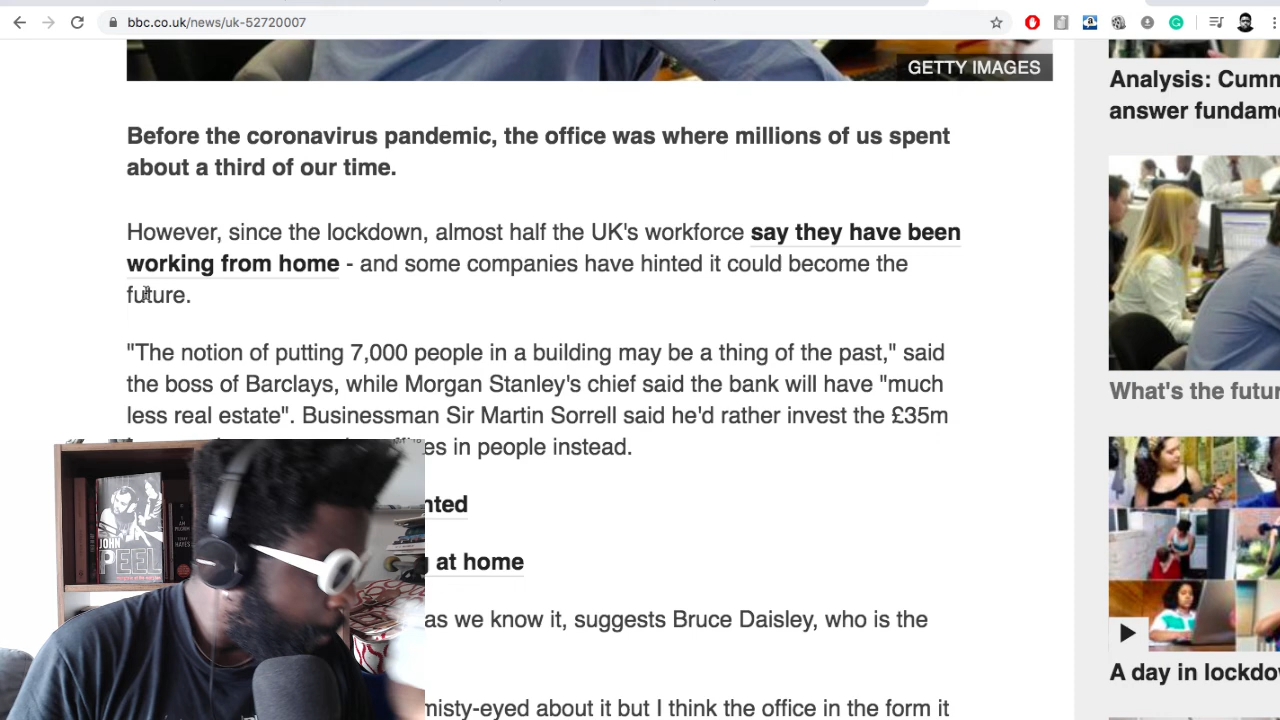 bbc.co.uk/news/uk-52720007
GETTY IMAGES
Before the coronavirus pandemic, the office was where millions of us spent
about a third of our time.
However, since the lockdown, almost half the UK's workforce say they have been
working from home - and some companies have hinted it could become the
future.
"The notion of putting 7,000 people in a building may be a thing of the past," said
the boss of Barclays, while Morgan Stanley's chief said the bank will have "much
less real estate". Businessman Sir Martin Sorrell said he'd rather invest the £35m
es in people instead.
nted
at home
as we know it, suggests Bruce Daisley, who is the
misty-eyed about it but I think the office in the form it
Analysis: Cumm
answer fundame
What's the futur
A day in lockdo
JOHN
PEEL